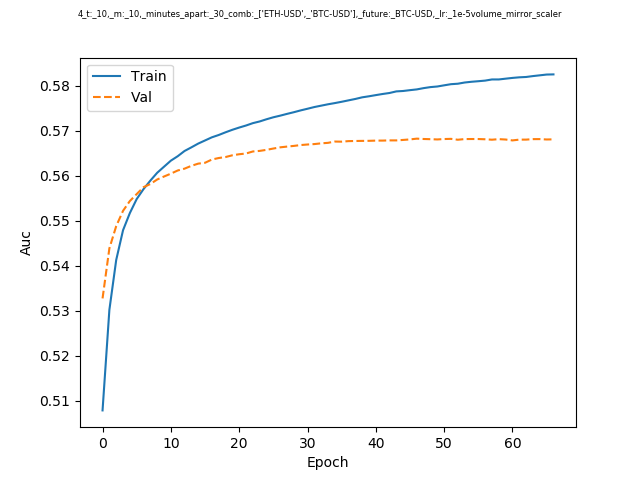 4_t:_10,_m:_10,_minutes_apart:_30_comb:_['ETH-USD',_'BTC-USD'],_future:_BTC-USD,_lr:_1e-5volume_mirror_scaler
Train
Val
0.58
0.57
0.56
0.55
0.54
0.53
0.52
0.51
Auc
0 10 20 30 40 50 60
Epoch